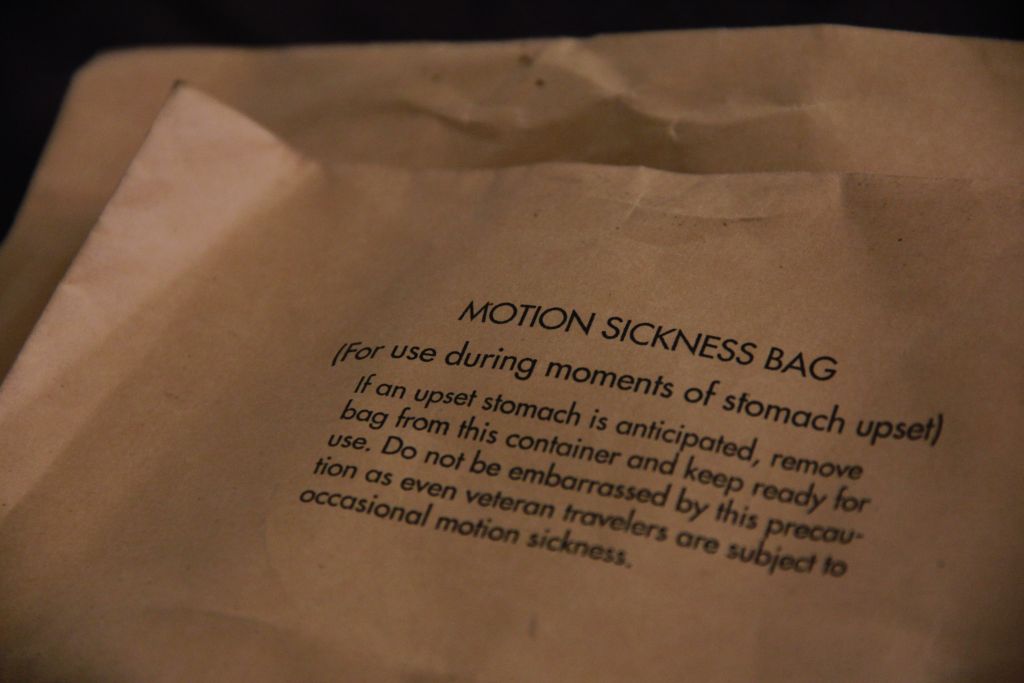 MOTION SICKNESS BAG
(For use during moments of stomach upset)
If an upset stomach is anticipated, remove
bag from this container and keep ready for
use. Do not be embarrassed by this precau-
tion as even veteran travelers are subject to
occasional motion sickness.